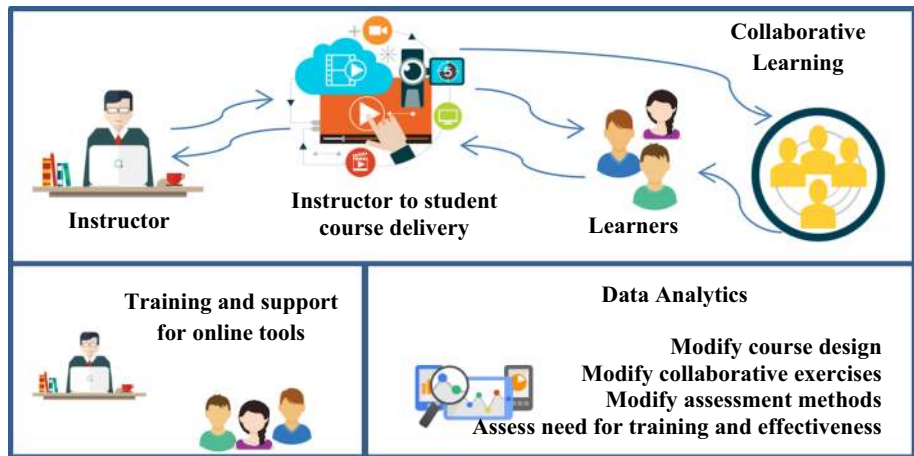 Collaborative
Learning
Instructor
Instructor to student
course delivery
Learners
Training and support
for online tools
Data Analytics
Modify course design
Modify collaborative exercises
Modify assessment methods
Assess need for training and effectiveness